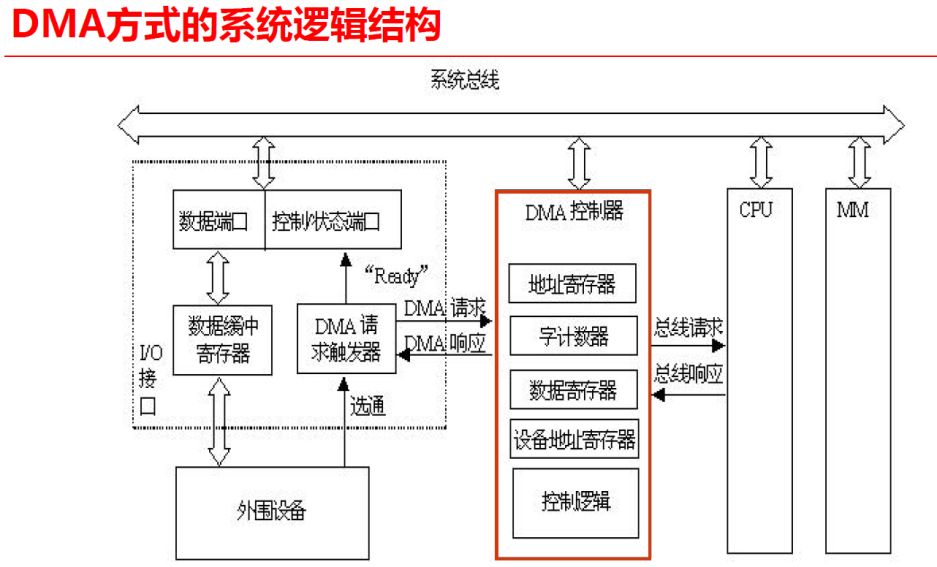 DMA方式的系统逻辑结构
系统总线
数据端口
控制/状态端口
DMA 控制器
CPU
MM
“Ready”
地址寄存器
数据缓冲
寄存器
DMA 请
求触发器
DMA 请求
DMA 响应
字计数器
总线请求
总线响应
I/O
接
口
数据寄存器
选通
设备地址寄存器
控制逻辑
外围设备